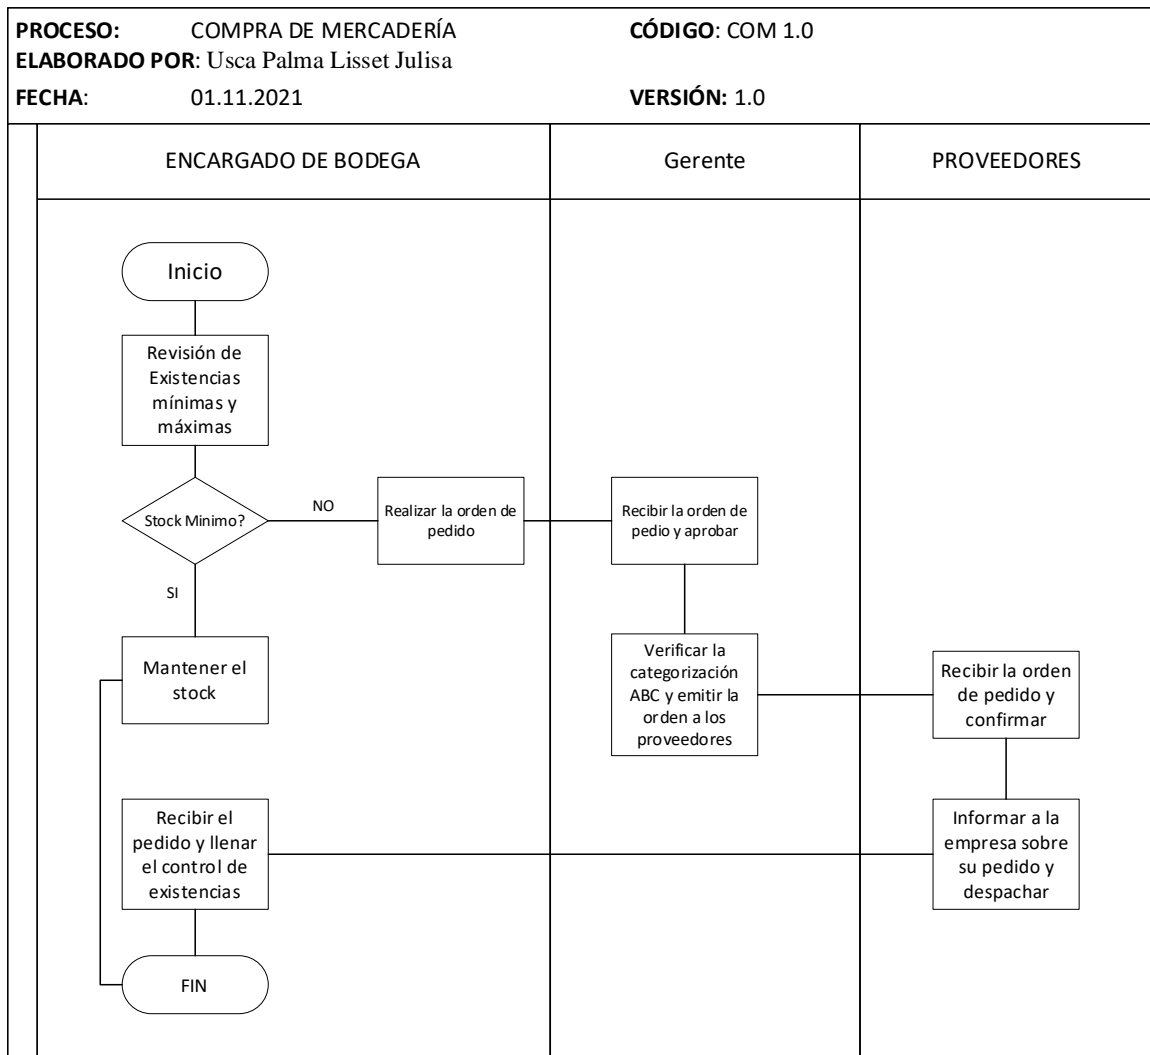 PROCESO: COMPRA DE MERCADERÍA CÓDIGO: COM 1.0
ELABORADO POR: Usca Palma Lisset Julisa
FECHA: 01.11.2021 VERSIÓN: 1.0
ENCARGADO DE BODEGA
Gerente
PROVEEDORES
Inicio
Revisión de
Existencias
mínimas y
máximas
Stock Minimo?
NO
Realizar la orden de
pedido
Recibir la orden de
pedio y aprobar
SI
Mantener el
stock
Verificar la
categorización
ABC y emitir la
orden a los
proveedores
Recibir la orden
de pedido y
confirmar
Recibir el
pedido y llenar
el control de
existencias
Informar a la
empresa sobre
su pedido y
despachar
FIN